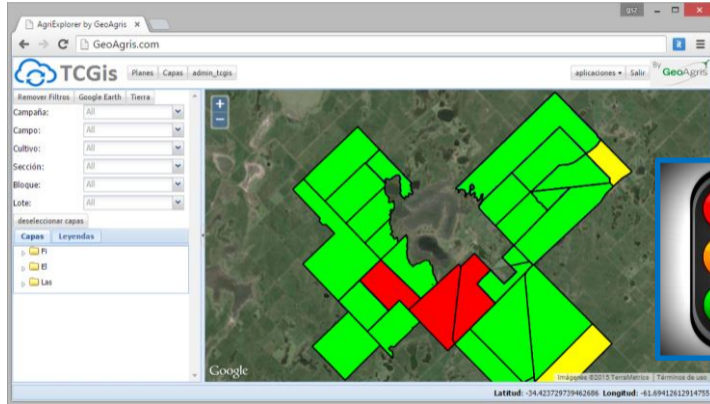 gsz
AgriExplorer by GeoAgris
GeoAgris.com
TCGis
Planes Capas admin_tcgis
aplicaciones Salir
By GeoAgris
Remover Filtros Google Earth Tierra
Campaña: All
Campo: All
Cultivo: All
Sección: All
Bloque: All
Lote: All
deseleccionar capas
Capas Leyendas
El
Las
Google
Imágenes ©2015 TerraMetrics Términos de uso
Latitud: -34.423729739462686 Longitud: -61.69412612914755